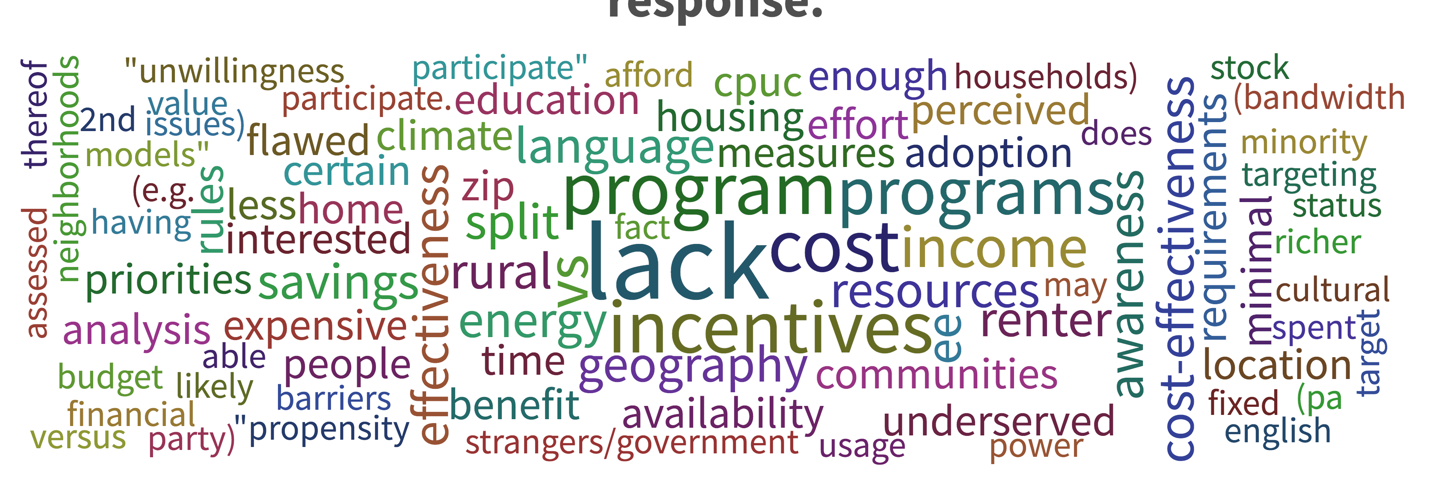 response.
thereof
neighborhoods
"unwillingness
participate"
afford
cpuc
enough
households)
stock
2nd
value
issues)
participate.
education
housing
effort
perceived
does
(bandwidth
models"
flawed
climate
language
measures
adoption
minority
certain
zip
program
programs
targeting
(e.g.
rules
less
home
split
fact
status
having
interested
lack
cost
income
richer
assessed
priorities
savings
effectiveness
rural
vs
resources
may
awareness
cost-effectiveness
requirements
minimal
cultural
analysis
expensive
energy
incentives
ee
renter
spent
target
able
people
time
geography
communities
location
budget
likely
barriers
benefit
availability
underserved
fixed
(pa
financial
"propensity
versus
party)
strangers/government
usage
power
english